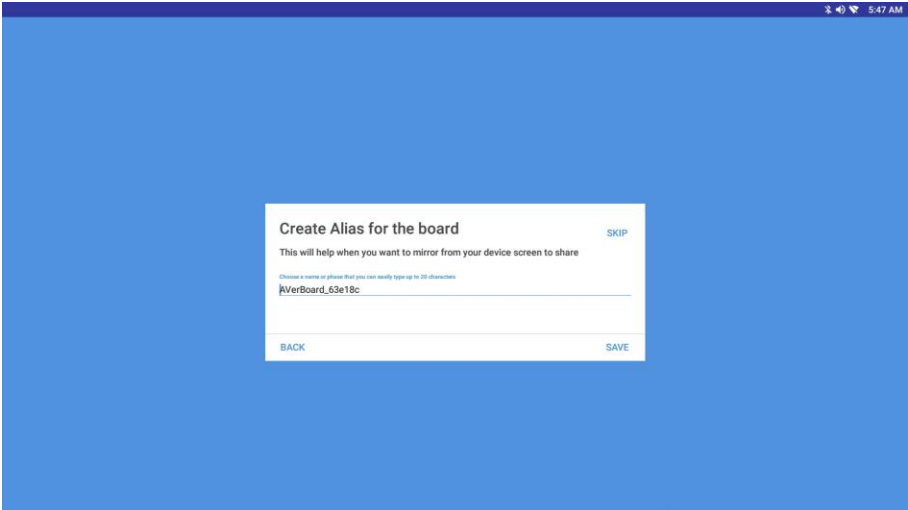 5:47 AM
Create Alias for the board
SKIP
This will help when you want to mirror from your device screen to share
Choose a name or phase that you can easily type up to 20 characters
AVerBoard_63e18c
BACK
SAVE